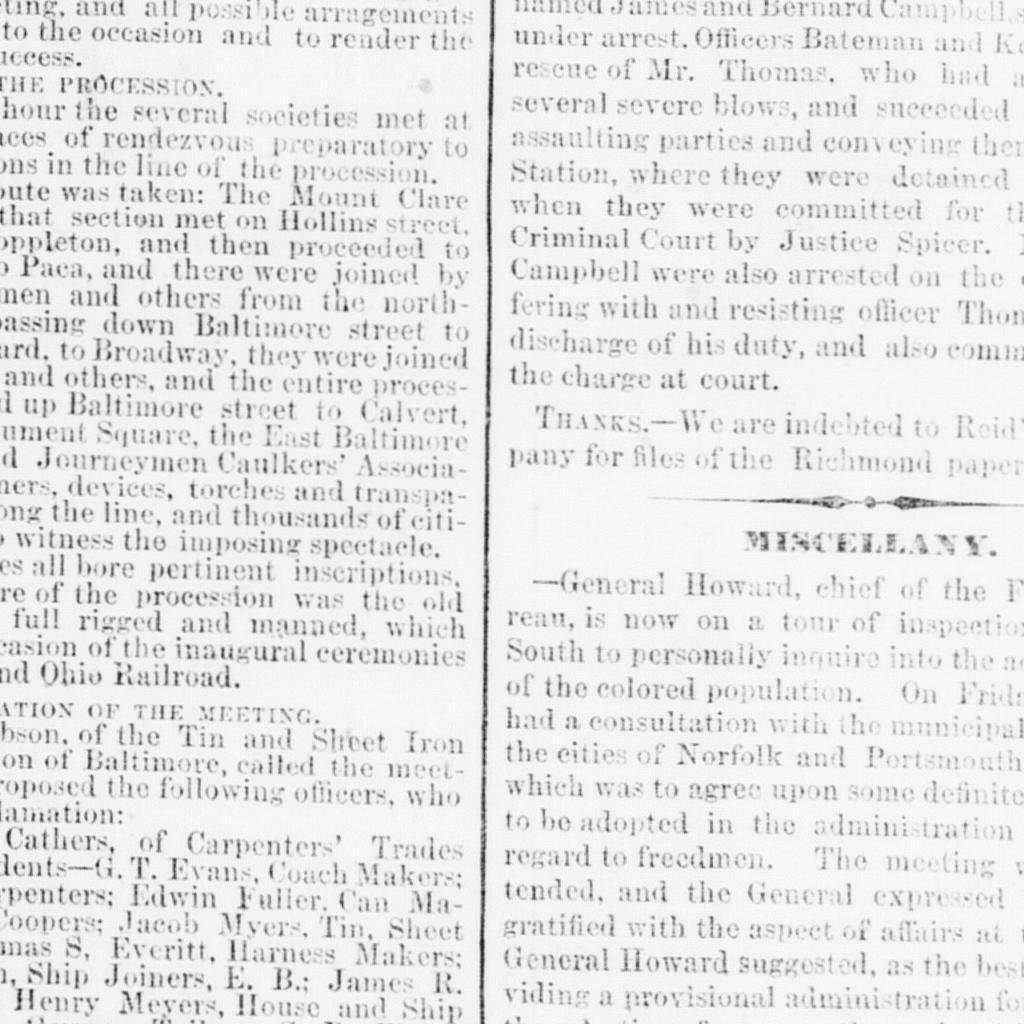 ting, and all possible arragements
to the occasion and to render the
uccess.
THE PROCESSION.
hour the several societies met at
aces of rendezvous preparatory to
ons in the line of the procession.
oute was taken: The Mount Clare
that section met on Hollins street,
oppleton, and then proceeded to
o Paca, and there were joined by
men and others from the north-
passing down Baltimore street to
ard, to Broadway, they were joined
and others, and the entire proces-
d up Baltimore street to Calvert,
ument Square, the East Baltimore
d Journeymen Caulkers' Associa-
ners, devices, torches and transpa-
ong the line, and thousands of citi-
o witness the imposing spectacle.
es all bore pertinent inscriptions,
re of the procession was the old
full rigged and manned, which
casion of the inaugural ceremonies
nd Ohio Railroad.
ATION OF THE MEETING.
bson, of the Tin and Sheet Iron
on of Baltimore, called the meet-
roposed the following officers, who
lamation:
Cathers, of Carpenters' Trades
dents—G. T. Evans, Coach Makers;
rpenters; Edwin Fuller, Can Ma-
Coopers; Jacob Myers, Tin, Sheet
mas S, Everitt, Harness Makers;
n, Ship Joiners, E. B.; James R.
Henry Meyers, House and Ship
named James and Bernard Campbell, s
under arrest. Officers Bateman and Ke
rescue of Mr. Thomas, who had a
several severe blows, and succeeded
assaulting parties and conveying them
Station, where they were detained
when they were committed for th
Criminal Court by Justice Spicer.
Campbell were also arrested on the c
fering with and resisting officer Thom
discharge of his duty, and also comm
the charge at court.
THANKS.—We are indebted to Reid'
pany for files of the Richmond paper
MISCELLANY.
—General Howard, chief of the F
reau, is now on a tour of inspection
South to personally inquire into the a
of the colored population. On Frida
had a consultation with the municipal
the cities of Norfolk and Portsmouth
which was to agree upon some definite
to be adopted in the administration
regard to freedmen. The meeting w
tended, and the General expressed
gratified with the aspect of affairs at
General Howard suggested, as the best
viding a provisional administration fo